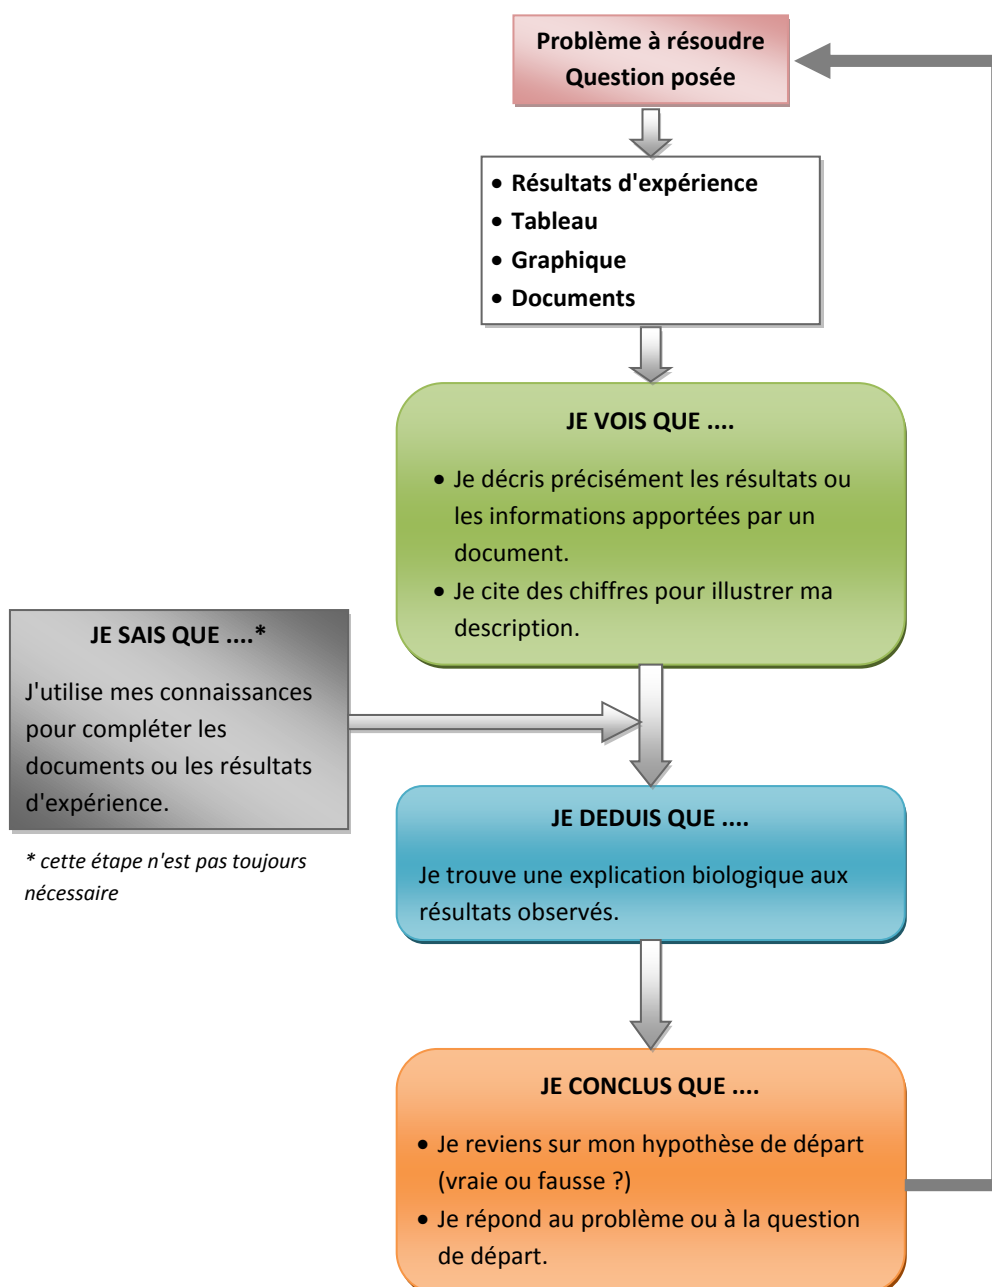 Problème à résoudre
Question posée
• Résultats d'expérience
• Tableau
• Graphique
• Documents
JE VOIS QUE ....
• Je décris précisément les résultats ou
les informations apportées par un
document.
• Je cite des chiffres pour illustrer ma
description.
JE SAIS QUE ....*
J'utilise mes connaissances
pour compléter les
documents ou les résultats
d'expérience.
* cette étape n'est pas toujours
nécessaire
JE DEDUIS QUE ....
Je trouve une explication biologique aux
résultats observés.
JE CONCLUS QUE ....
• Je reviens sur mon hypothèse de départ
(vraie ou fausse ?)
• Je répond au problème ou à la question
de départ.